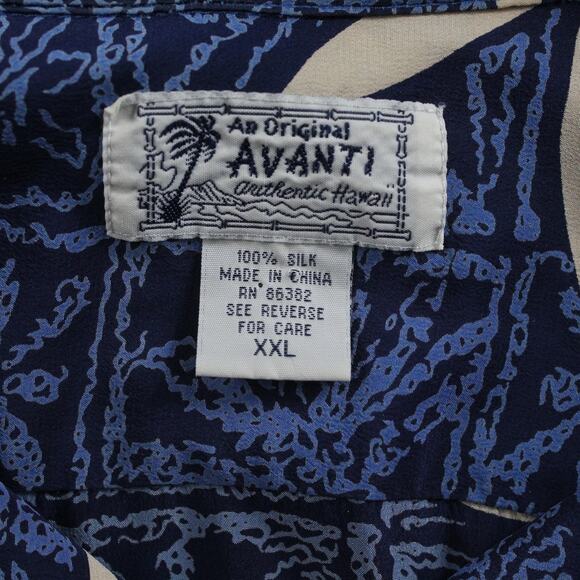 An Original
AVANTI
authentic Hawaii
100% SILK
MADE IN CHINA
RN 86382
SEE REVERSE
FOR CARE
XXL